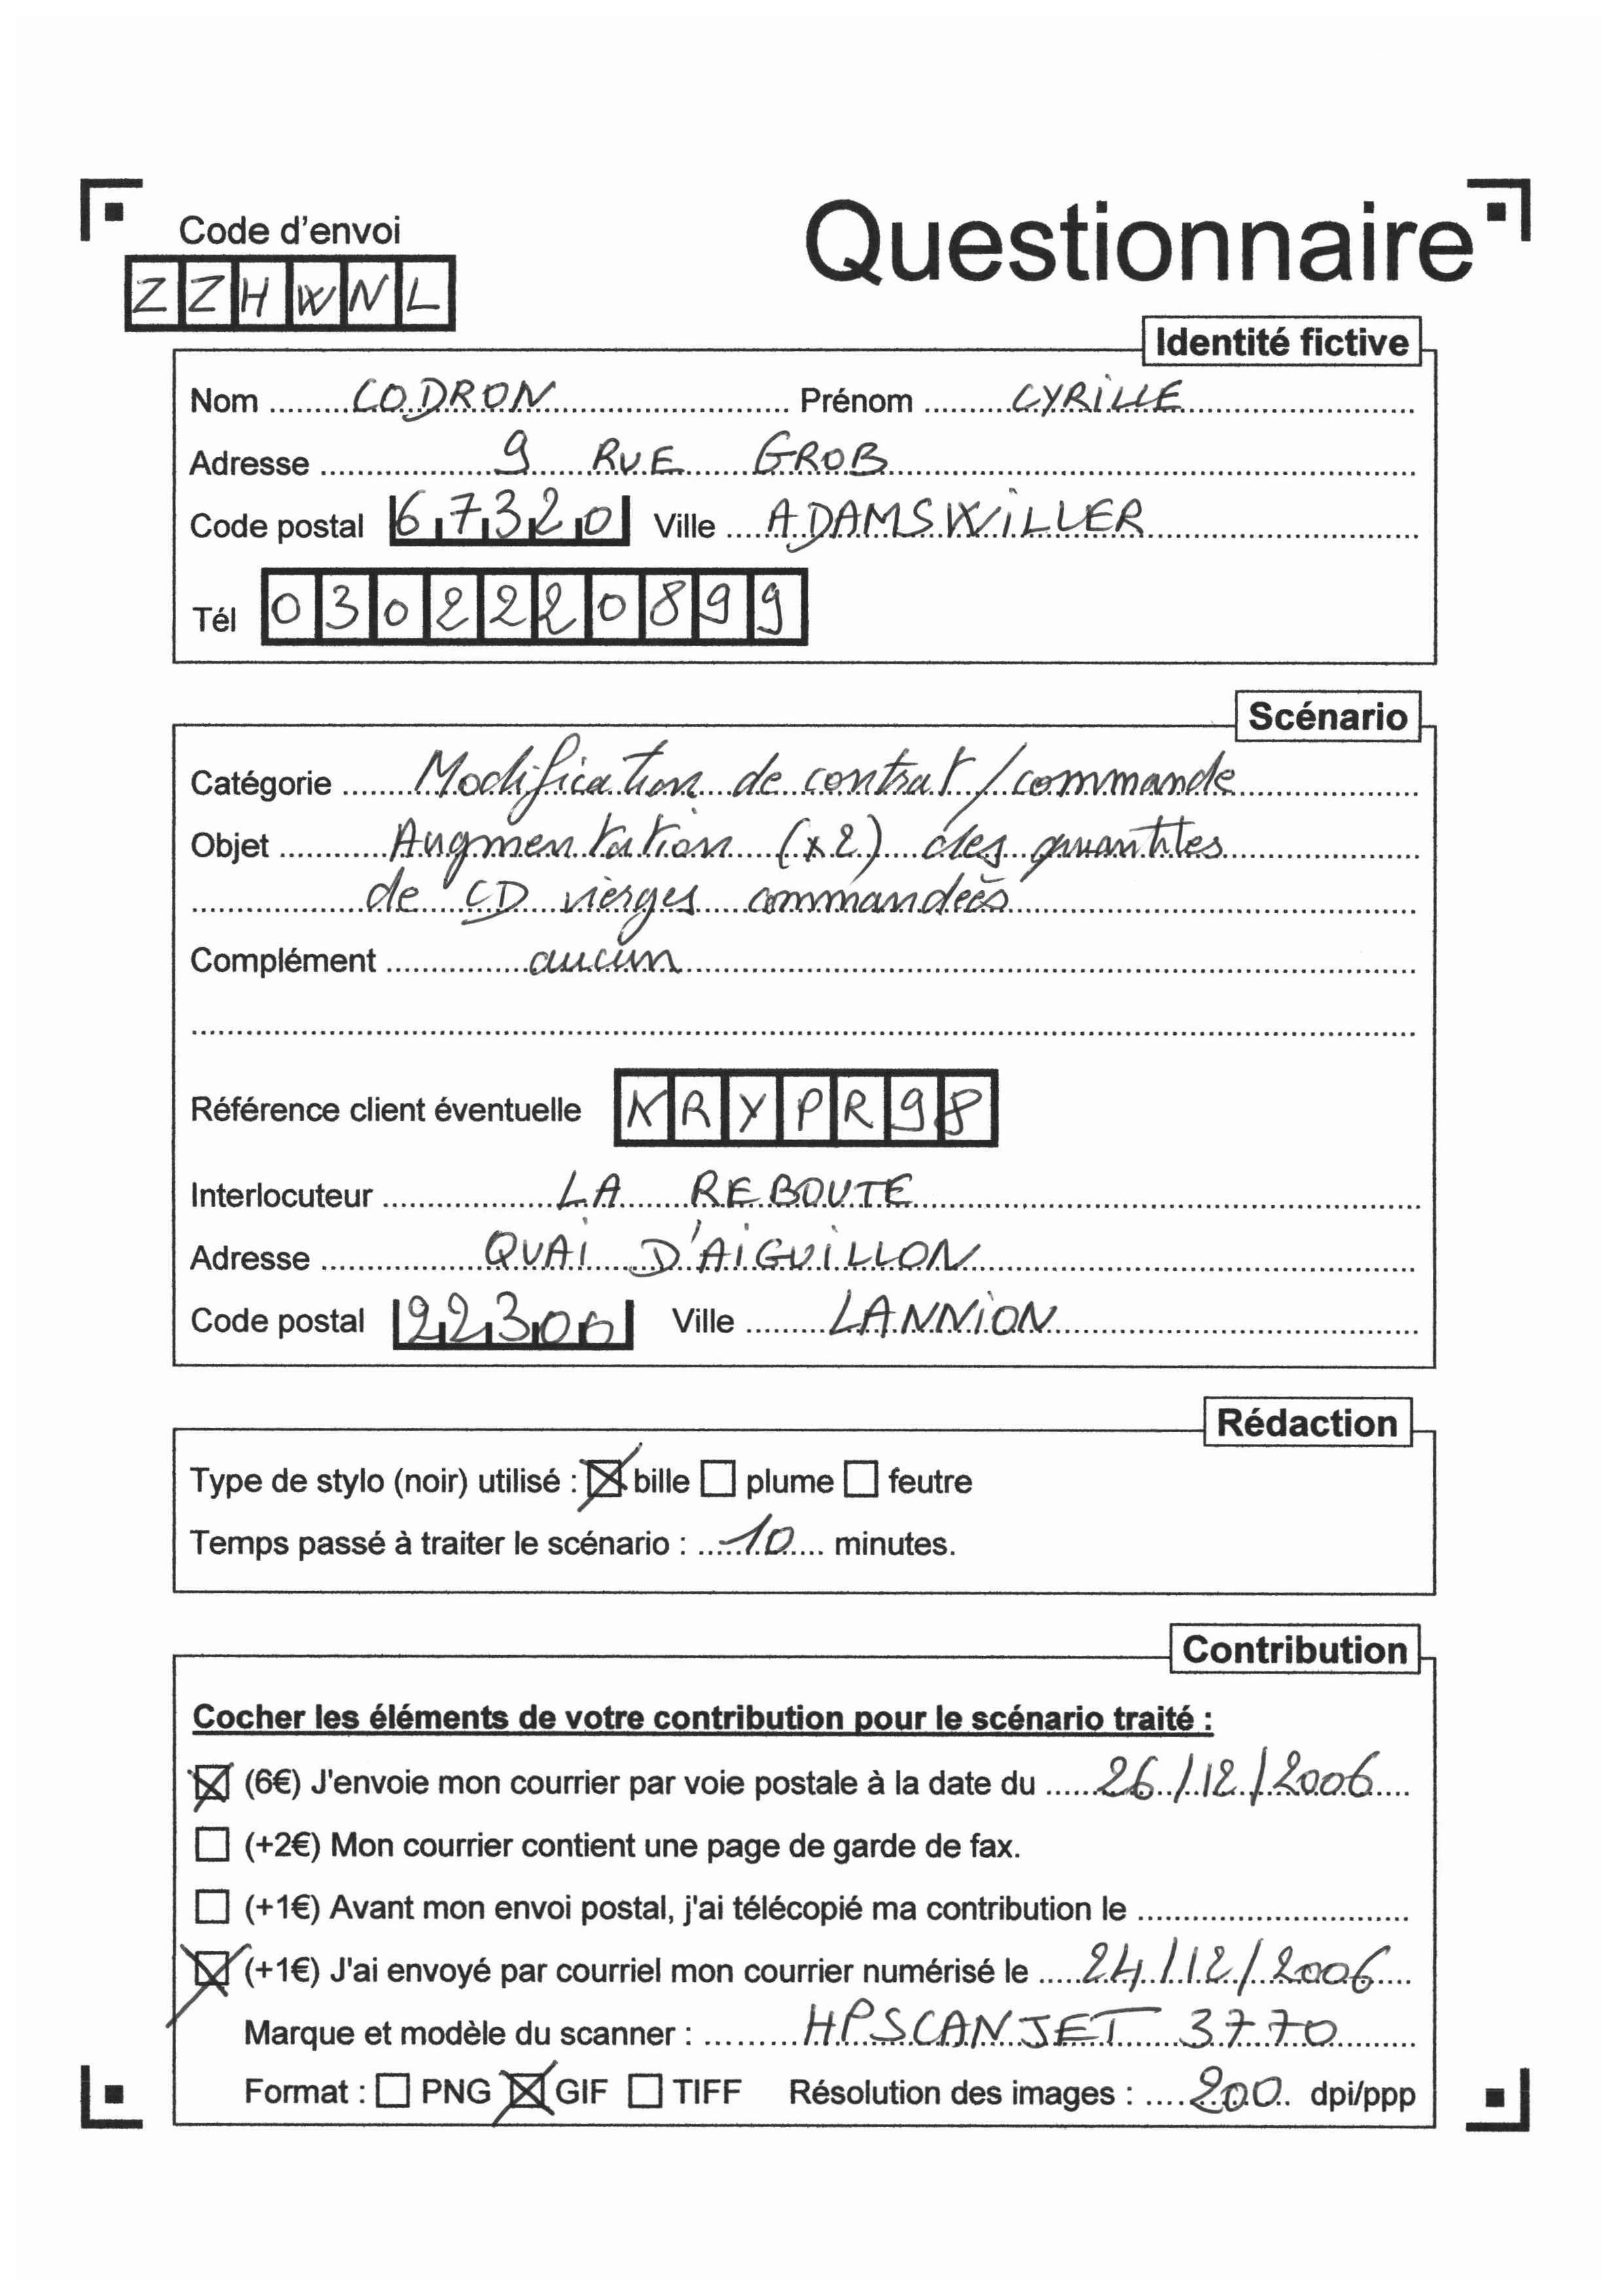 Code d'envoi
Questionnaire
ZZHWNL
Identité fictive
Nom CODRON Prénom CYRILLE
Adresse 9 RUE GROB
Code postal 67320 Ville ADAMSWILLER
Tél 0302220899
Scénario
Catégorie Modification de contrat / commande
Objet Augmentation (x2) des quantites
de CD vierges commandées
Complément aucun
Référence client éventuelle NRYPR98
Interlocuteur LA REBOUTE
Adresse QUAI D'AIGUILLON
Code postal 22300 Ville LANNION
Rédaction
Type de stylo (noir) utilisé : ☒ bille ☐ plume ☐ feutre
Temps passé à traiter le scénario : 10 minutes.
Contribution
Cocher les éléments de votre contribution pour le scénario traité :
☒ (6€) J'envoie mon courrier par voie postale à la date du 26/12/2006
☐ (+2€) Mon courrier contient une page de garde de fax.
☐ (+1€) Avant mon envoi postal, j'ai télécopié ma contribution le
☒ (+1€) J'ai envoyé par courriel mon courrier numérisé le 24/12/2006
Marque et modèle du scanner : HP SCANJET 3770
Format : ☐ PNG ☒ GIF ☐ TIFF Résolution des images : 200 dpi/ppp